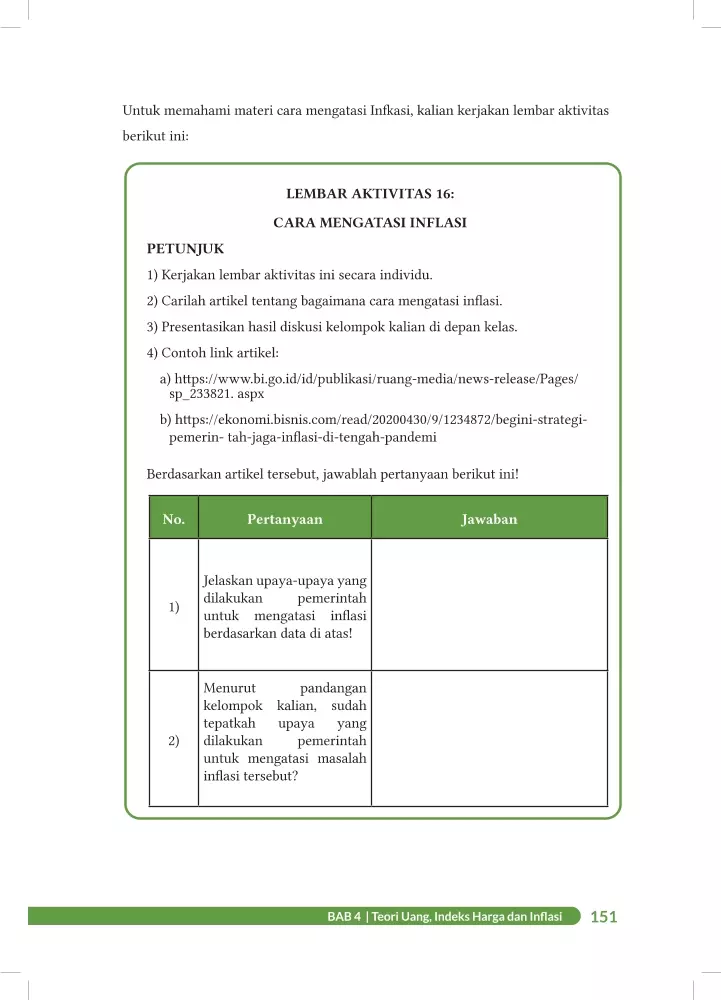 Untuk memahami materi cara mengatasi Infkasi, kalian kerjakan lembar aktivitas
berikut ini:
LEMBAR AKTIVITAS 16:
CARA MENGATASI INFLASI
PETUNJUK
1) Kerjakan lembar aktivitas ini secara individu.
2) Carilah artikel tentang bagaimana cara mengatasi inflasi.
3) Presentasikan hasil diskusi kelompok kalian di depan kelas.
4) Contoh link artikel:
a) https://www.bi.go.id/id/publikasi/ruang-media/news-release/Pages/
sp_233821. aspx
b) https://ekonomi.bisnis.com/read/20200430/9/1234872/begini-strategi-
pemerin- tah-jaga-inflasi-di-tengah-pandemi
Berdasarkan artikel tersebut, jawablah pertanyaan berikut ini!
No. Pertanyaan Jawaban
1)
Jelaskan upaya-upaya yang
dilakukan pemerintah
untuk mengatasi inflasi
berdasarkan data di atas!
2)
Menurut pandangan
kelompok kalian, sudah
tepatkah upaya yang
dilakukan pemerintah
untuk mengatasi masalah
inflasi tersebut?
BAB 4 | Teori Uang, Indeks Harga dan Inflasi 151